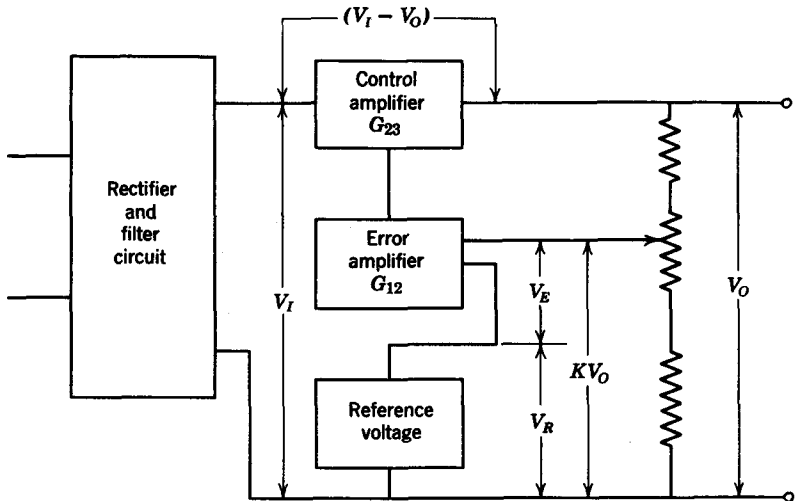 (V_I − V_O)
Control
amplifier
G_23
Rectifier
and
filter
circuit
Error
amplifier
G_12
V_I
V_E
KV_O
V_O
V_R
Reference
voltage